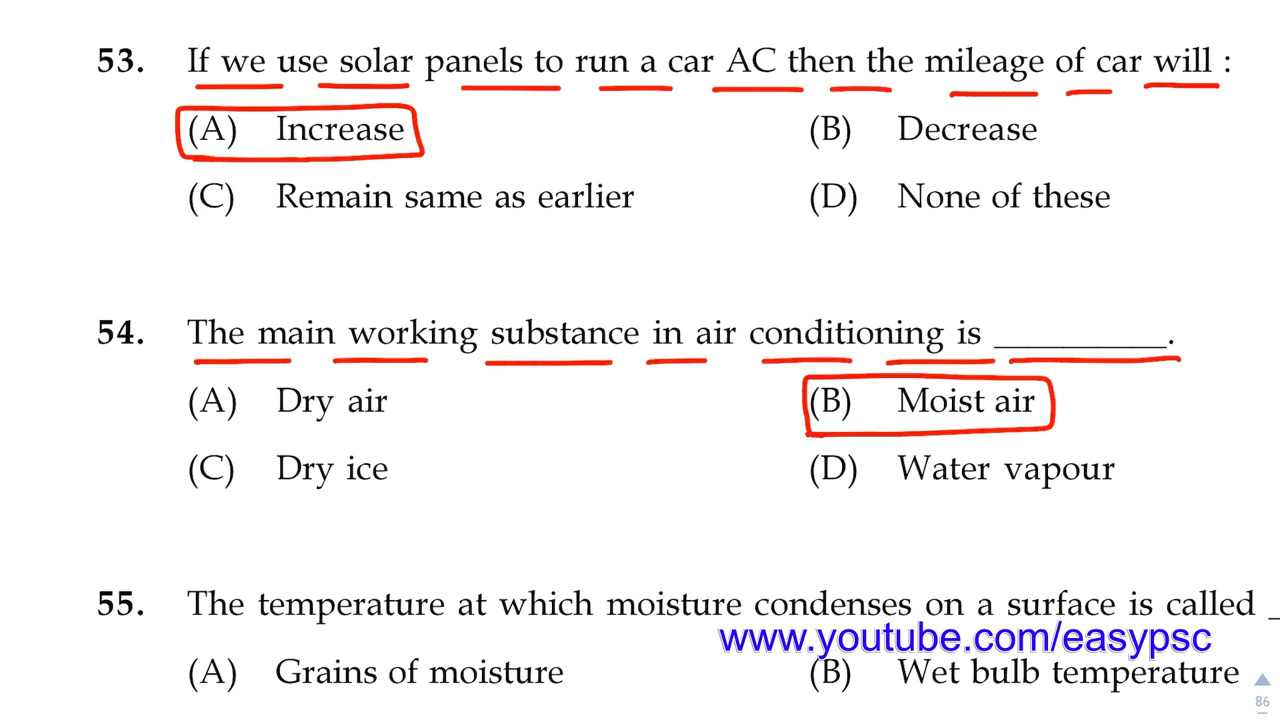 53. If we use solar panels to run a car AC then the mileage of car will :
(A) Increase (B) Decrease
(C) Remain same as earlier (D) None of these
54. The main working substance in air conditioning is __________.
(A) Dry air (B) Moist air
(C) Dry ice (D) Water vapour
55. The temperature at which moisture condenses on a surface is called _
www.youtube.com/easypsc
(A) Grains of moisture (B) Wet bulb temperature
86